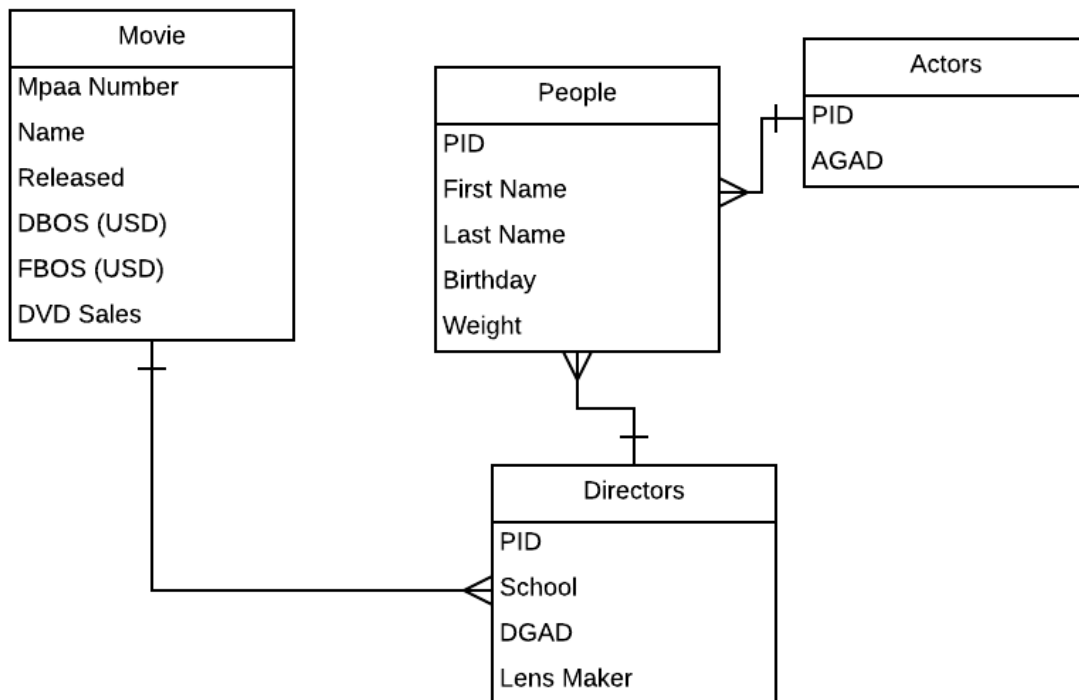 Movie
Mpaa Number
Name
Released
DBOS (USD)
FBOS (USD)
DVD Sales
People
PID
First Name
Last Name
Birthday
Weight
Actors
PID
AGAD
Directors
PID
School
DGAD
Lens Maker